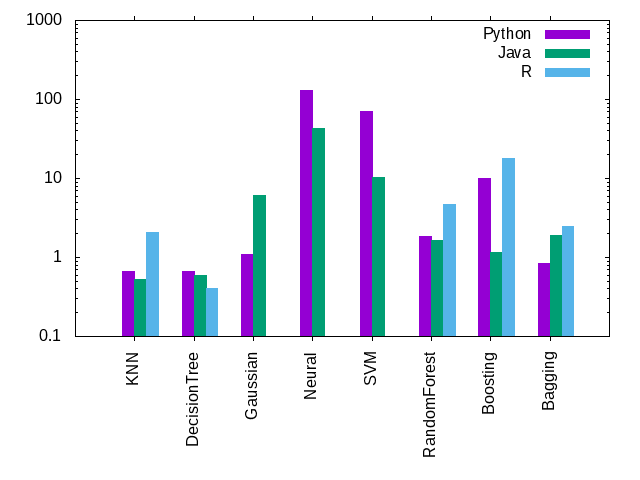 1000
100
10
1
0.1
Python
Java
R
KNN
DecisionTree
Gaussian
Neural
SVM
RandomForest
Boosting
Bagging